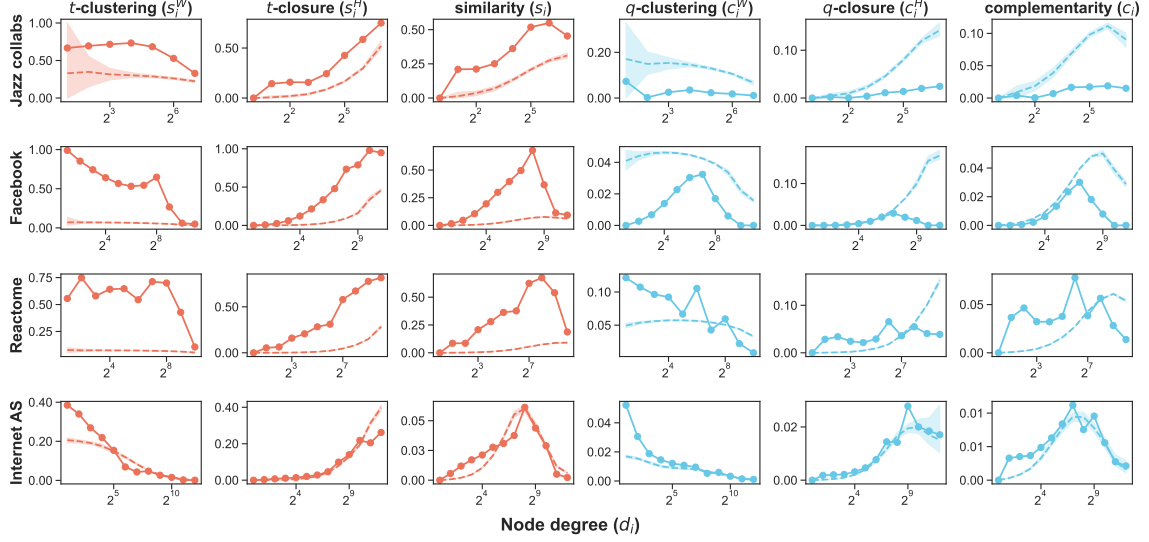 t-clustering (s_i^W) t-closure (s_i^H) similarity (s_i) q-clustering (c_i^W) q-closure (c_i^H) complementarity (c_i)
Jazz collabs
1.00 0.50 0.00 2^3 2^6
0.50 0.00 2^2 2^5
0.50 0.25 0.00 2^2 2^5
0.20 0.00 2^3 2^6
0.10 0.00 2^2 2^5
0.10 0.05 0.00 2^5
Facebook
1.00 0.50 0.00 2^4 2^8
1.00 0.50 0.00 2^4 2^9
0.50 0.25 0.00 2^4 2^9
0.04 0.02 0.00 2^4 2^8
0.10 0.00 2^4 2^9
0.04 0.02 0.00 2^4 2^9
Reactome
0.75 0.50 0.25 2^4 2^8
0.50 0.00 2^3 2^7
0.50 0.25 0.00 2^3 2^7
0.10 0.05 2^4 2^8
0.10 0.00 2^3 2^7
0.05 0.00 2^3 2^7
Internet AS
0.40 0.20 0.00 2^5 2^10
0.40 0.20 0.00 2^4 2^9
0.05 0.00 2^4 2^9
0.04 0.02 0.00 2^5 2^10
0.02 0.00 2^4 2^9
0.01 0.01 0.00 2^4 2^9
Node degree (d_i)